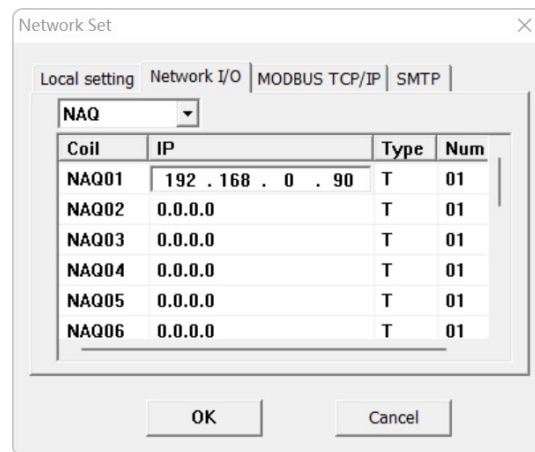 Network Set
Local setting Network I/O MODBUS TCP/IP SMTP
NAQ
Coil IP Type Num
NAQ01 192 . 168 . 0 . 90 T 01
NAQ02 0.0.0.0 T 01
NAQ03 0.0.0.0 T 01
NAQ04 0.0.0.0 T 01
NAQ05 0.0.0.0 T 01
NAQ06 0.0.0.0 T 01
OK Cancel